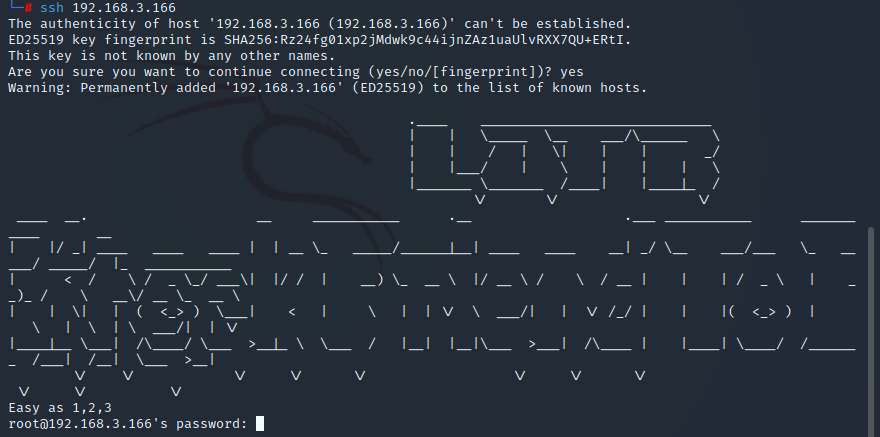 ssh 192.168.3.166
The authenticity of host '192.168.3.166 (192.168.3.166)' can't be established.
ED25519 key fingerprint is SHA256:Rz24fg01xp2jMdwk9c44ijnZAz1uaUlvRXX7QU+ERtI.
This key is not known by any other names.
Are you sure you want to continue connecting (yes/no/[fingerprint])? yes
Warning: Permanently added '192.168.3.166' (ED25519) to the list of known hosts.
LOTR
Easy as 1,2,3
root@192.168.3.166's password: